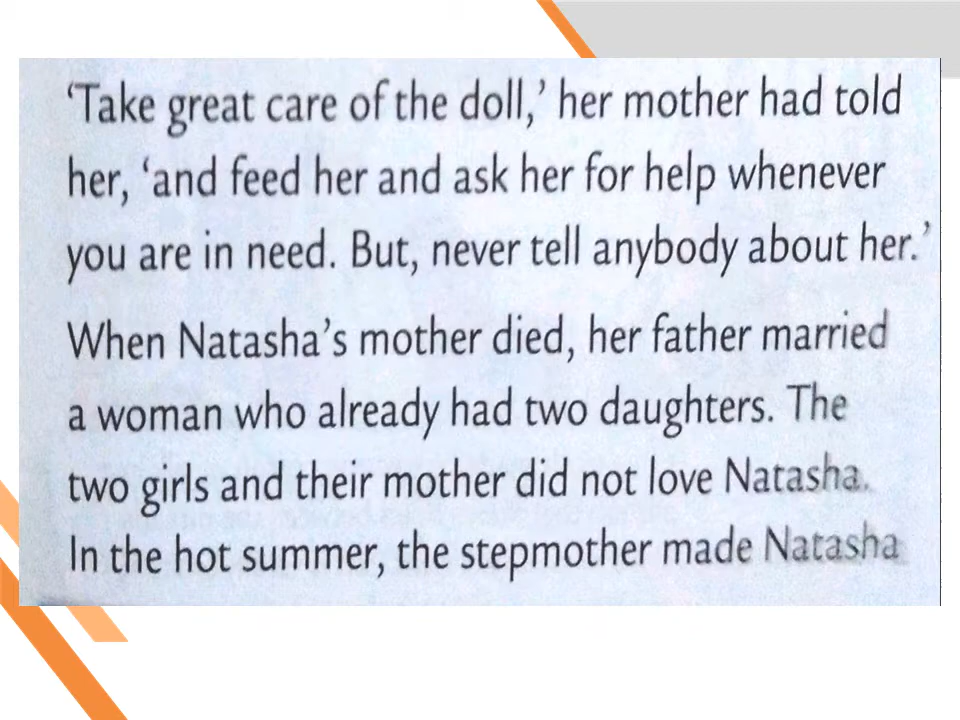 ‘Take great care of the doll,’ her mother had told
her, ‘and feed her and ask her for help whenever
you are in need. But, never tell anybody about her.’
When Natasha’s mother died, her father married
a woman who already had two daughters. The
two girls and their mother did not love Natasha.
In the hot summer, the stepmother made Natasha